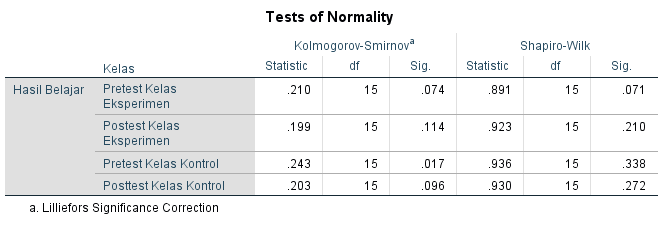 Tests of Normality
Kolmogorov-Smirnovᵃ Shapiro-Wilk
Kelas Statistic df Sig. Statistic df Sig.
Hasil Belajar Pretest Kelas Eksperimen .210 15 .074 .891 15 .071
Postest Kelas Eksperimen .199 15 .114 .923 15 .210
Pretest Kelas Kontrol .243 15 .017 .936 15 .338
Posttest Kelas Kontrol .203 15 .096 .930 15 .272
a. Lilliefors Significance Correction